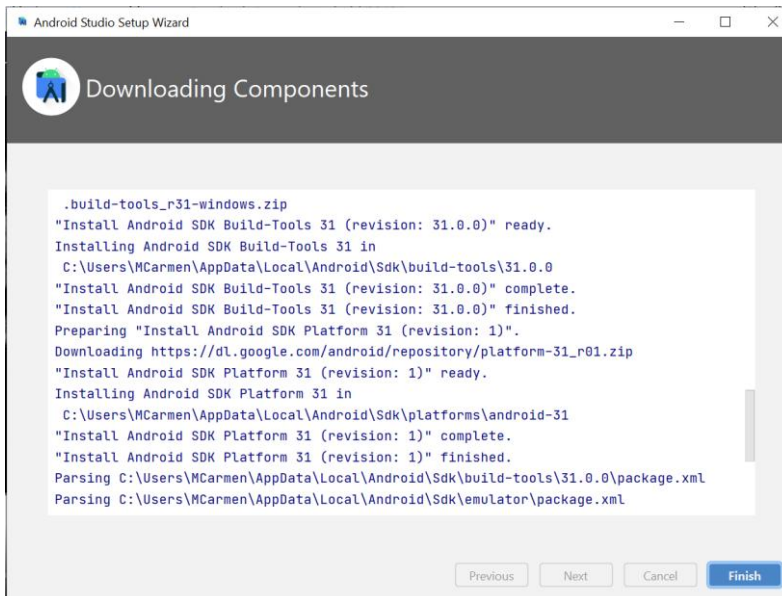 Android Studio Setup Wizard
Downloading Components
.build-tools_r31-windows.zip
"Install Android SDK Build-Tools 31 (revision: 31.0.0)" ready.
Installing Android SDK Build-Tools 31 in
C:\Users\MCarmen\AppData\Local\Android\Sdk\build-tools\31.0.0
"Install Android SDK Build-Tools 31 (revision: 31.0.0)" complete.
"Install Android SDK Build-Tools 31 (revision: 31.0.0)" finished.
Preparing "Install Android SDK Platform 31 (revision: 1)".
Downloading https://dl.google.com/android/repository/platform-31_r01.zip
"Install Android SDK Platform 31 (revision: 1)" ready.
Installing Android SDK Platform 31 in
C:\Users\MCarmen\AppData\Local\Android\Sdk\platforms\android-31
"Install Android SDK Platform 31 (revision: 1)" complete.
"Install Android SDK Platform 31 (revision: 1)" finished.
Parsing C:\Users\MCarmen\AppData\Local\Android\Sdk\build-tools\31.0.0\package.xml
Parsing C:\Users\MCarmen\AppData\Local\Android\Sdk\emulator\package.xml
Previous Next Cancel Finish